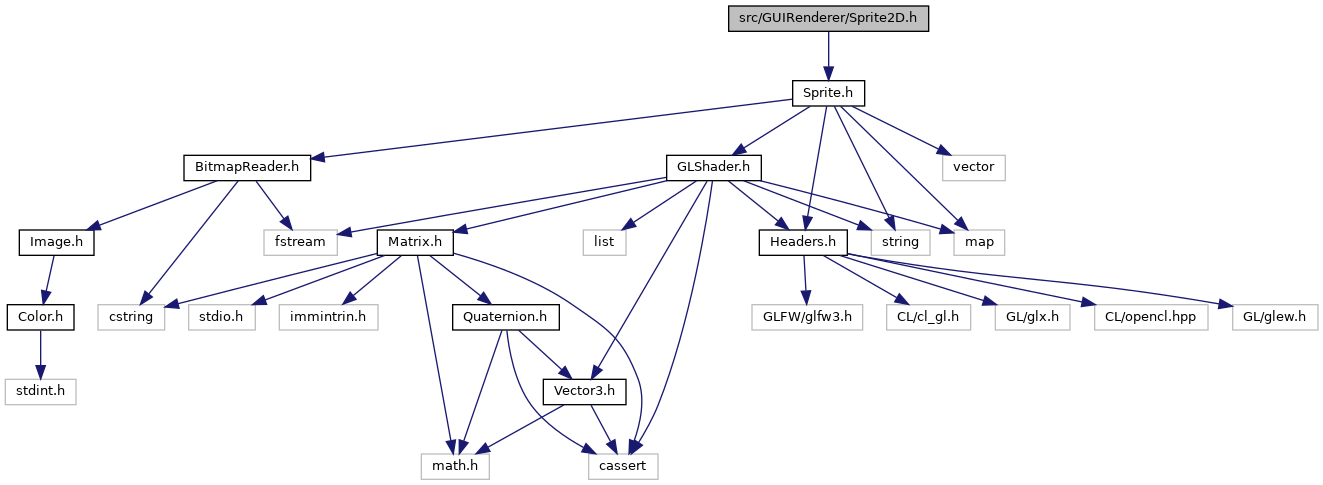 src/GUIRenderer/Sprite2D.h
Sprite.h
BitmapReader.h
GLShader.h
vector
Image.h
fstream
Matrix.h
list
Headers.h
string
map
Color.h
cstring
stdio.h
immintrin.h
Quaternion.h
GLFW/glfw3.h
CL/cl_gl.h
GL/glx.h
CL/opencl.hpp
GL/glew.h
stdint.h
Vector3.h
math.h
cassert